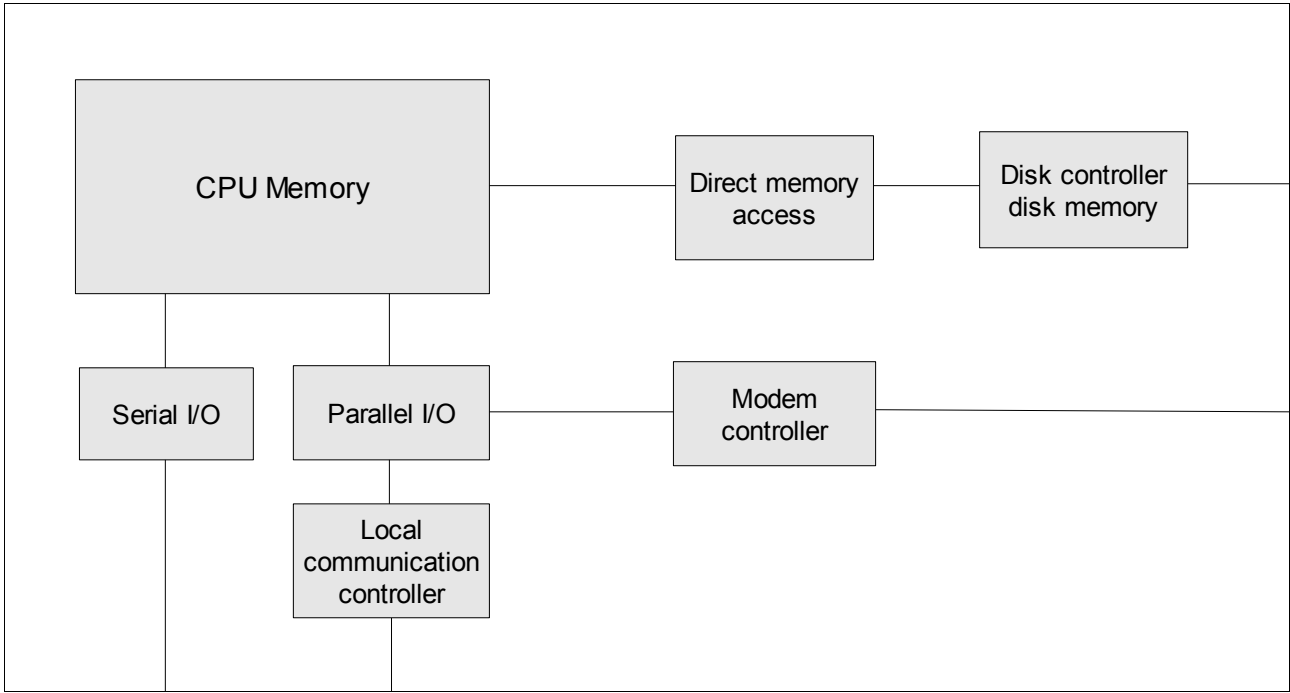 CPU Memory
Direct memory
access
Disk controller
disk memory
Serial I/O
Parallel I/O
Modem
controller
Local
communication
controller